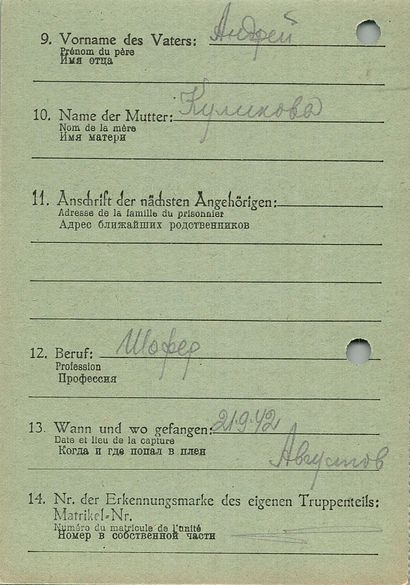 9. Vorname des Vaters: Андрей
Prénom du père
Имя отца
10. Name der Mutter: Куликова
Nom de la mère
Имя матери
11. Anschrift der nächsten Angehörigen:
Adresse de la famille du prisonnier
Адрес ближайших родственников
12. Beruf: Шофер
Profession
Профессия
13. Wann und wo gefangen: 21.9.42
Date et lieu de la capture
Когда и где попал в плен
Августов
14. Nr. der Erkennungsmarke des eigenen Truppenteils:
Matrikel-Nr.
Numéro du matricule de l'unité
Номер в собственной части